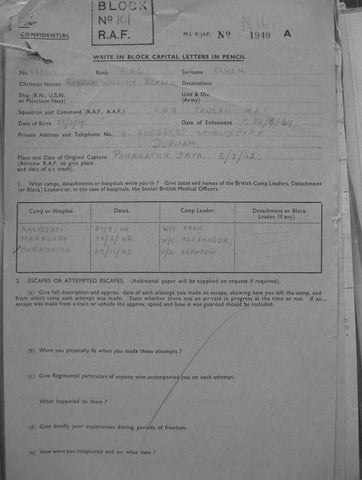 CONFIDENTIAL
BLOCK
Nº 101
R.A.F.
M.I. 9/JAP/ Nº 1940 A
WRITE IN BLOCK CAPITAL LETTERS IN PENCIL.
No. Rank Surname
Christian Names WILLIAM Decorations
Ship (R.N., U.S.N. or Merchant Navy) Unit & Div. (Army)
Squadron and Command (R.A.F., A.A.F.)
Date of Birth Date of Enlistment
Private Address and Telephone No.
DURHAM
Place and Date of Original Capture JAVA 8/3/42
(Aircrew R.A.F. to give place
and date of a/c crash).
1. What camps, detachments or hospitals were you in ? Give dates and names of the British Camp Leaders, Detachment
(or Block) Leaders or, in the case of hospitals, the Senior British Medical Officers.
Camp or Hospital. Dates. Camp Leader. Detachment or Block Leader (if any).
KALIDJATI W/C
W/C ALEXANDER

2. ESCAPES OR ATTEMPTED ESCAPES. (Additional paper will be supplied on request if required).
(a) Give full description and approx. date of each attempt you made to escape, showing how you left the camp, and
from which camp each attempt was made. State whether there was an air-raid in progress at the time or not. If an
escape was made from a train or vehicle the approx. speed and how it was guarded should be included.
(b) Were you physically fit when you made these attempts ?
(c) Give Regimental particulars of anyone who accompanied you on each attempt.
What happened to them ?
(d) Give briefly your experiences during periods of freedom.
(e) How were you recaptured and on what date ?